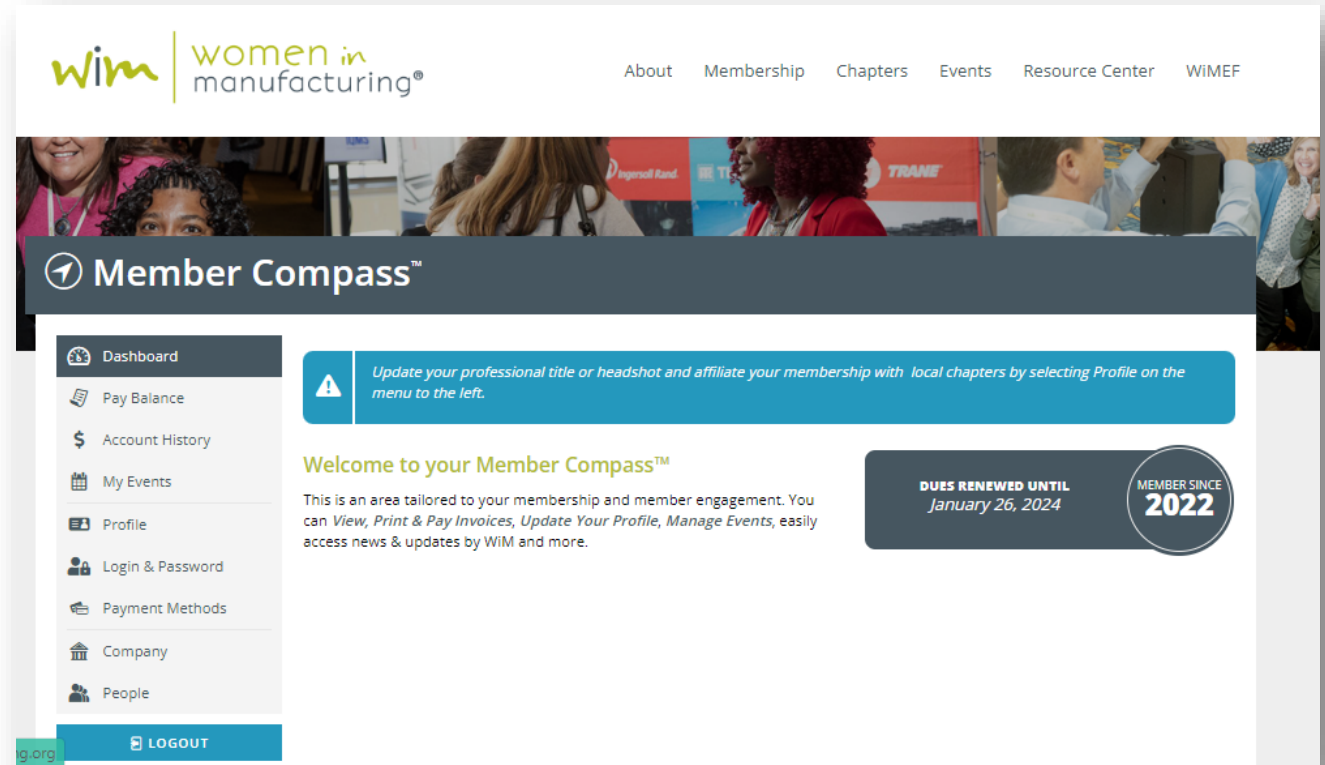 wim
women in
manufacturing®
About Membership Chapters Events Resource Center WiMEF
Ingersoll Rand.
TRANE
Member Compass™
Dashboard
Pay Balance
Account History
My Events
Profile
Login & Password
Payment Methods
Company
People
LOGOUT
Update your professional title or headshot and affiliate your membership with local chapters by selecting Profile on the
menu to the left.
Welcome to your Member Compass™
This is an area tailored to your membership and member engagement. You
can View, Print & Pay Invoices, Update Your Profile, Manage Events, easily
access news & updates by WiM and more.
DUES RENEWED UNTIL
January 26, 2024
MEMBER SINCE
2022
ng.org